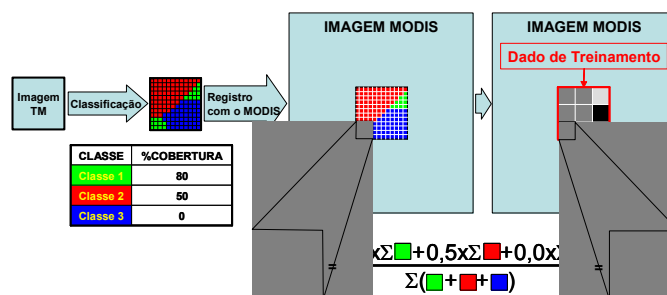 IMAGEM MODIS
IMAGEM MODIS
Dado de Treinamento
Imagem
TM
Classificação
Registro
com o MODIS
CLASSE %COBERTURA
Classe 1 80
Classe 2 50
Classe 3 0
xΣ +0,5xΣ +0,0x
Σ( + + )
=
=